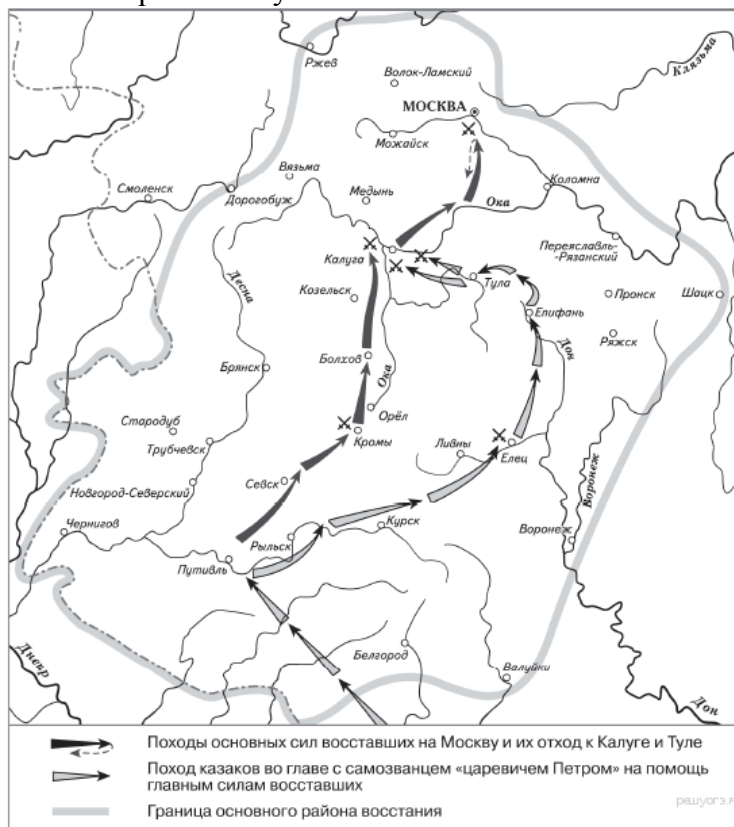 Ржев
Волок-Ламский
Клязьма
МОСКВА
Можайск
Вязьма
Смоленск
Дорогобуж
Медынь
Коломна
Ока
Переяславль-
-Рязанский
Калуга
Тула
Десна
Козельск
Пронск
Шацк
Епифань
Ряжск
Дон
Болхов
Ока
Брянск
Орёл
Стародуб
Трубчевск
Кромы
Ливны
Елец
Воронеж
Севск
Новгород-Северский
Чернигов
Рыльск
Курск
Воронеж
Путивль
Белгород
Валуйки
Днепр
Дон
Походы основных сил восставших на Москву и их отход к Калуге и Туле
Поход казаков во главе с самозванцем «царевичем Петром» на помощь
главным силам восставших
Граница основного района восстания